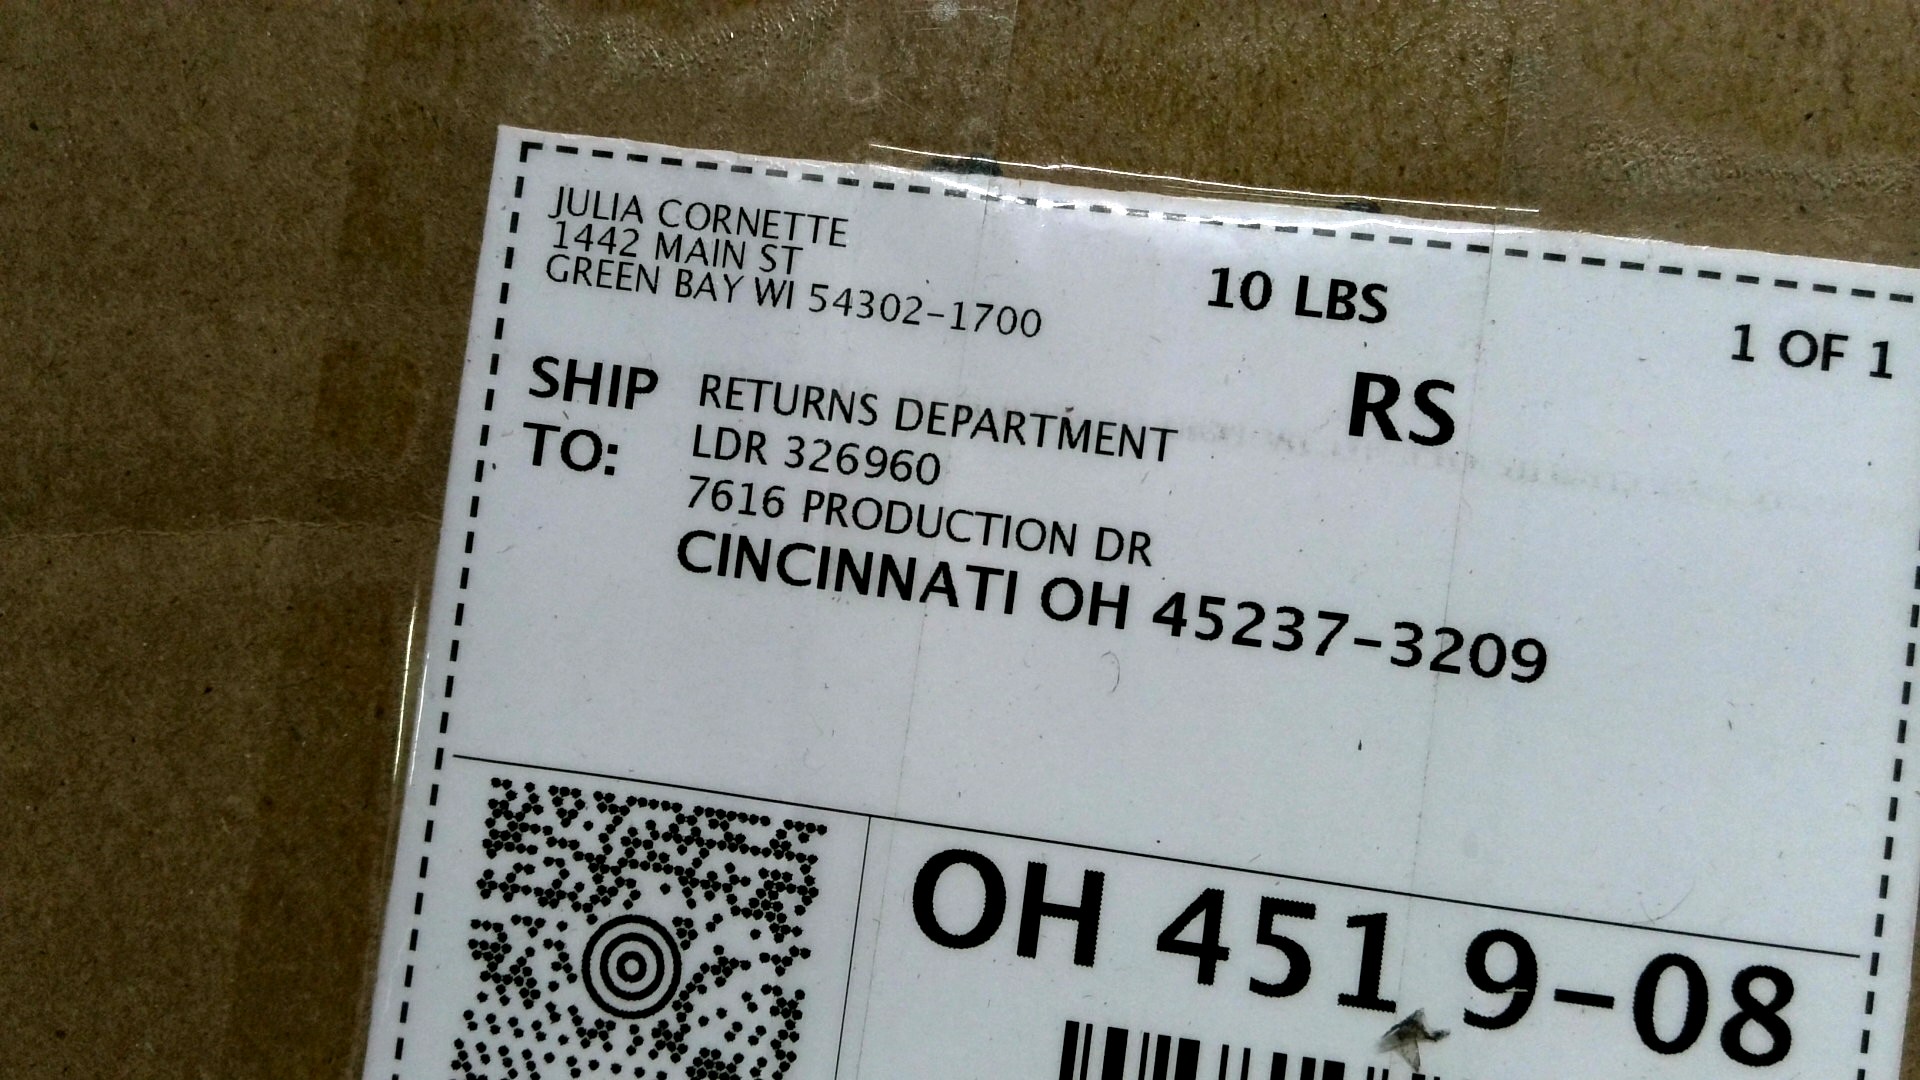 JULIA CORNETTE
1442 MAIN ST
GREEN BAY WI 54302-1700
10 LBS
1 OF 1
RS
SHIP TO:
RETURNS DEPARTMENT
LDR 326960
7616 PRODUCTION DR
CINCINNATI OH 45237-3209
OH 451 9-08